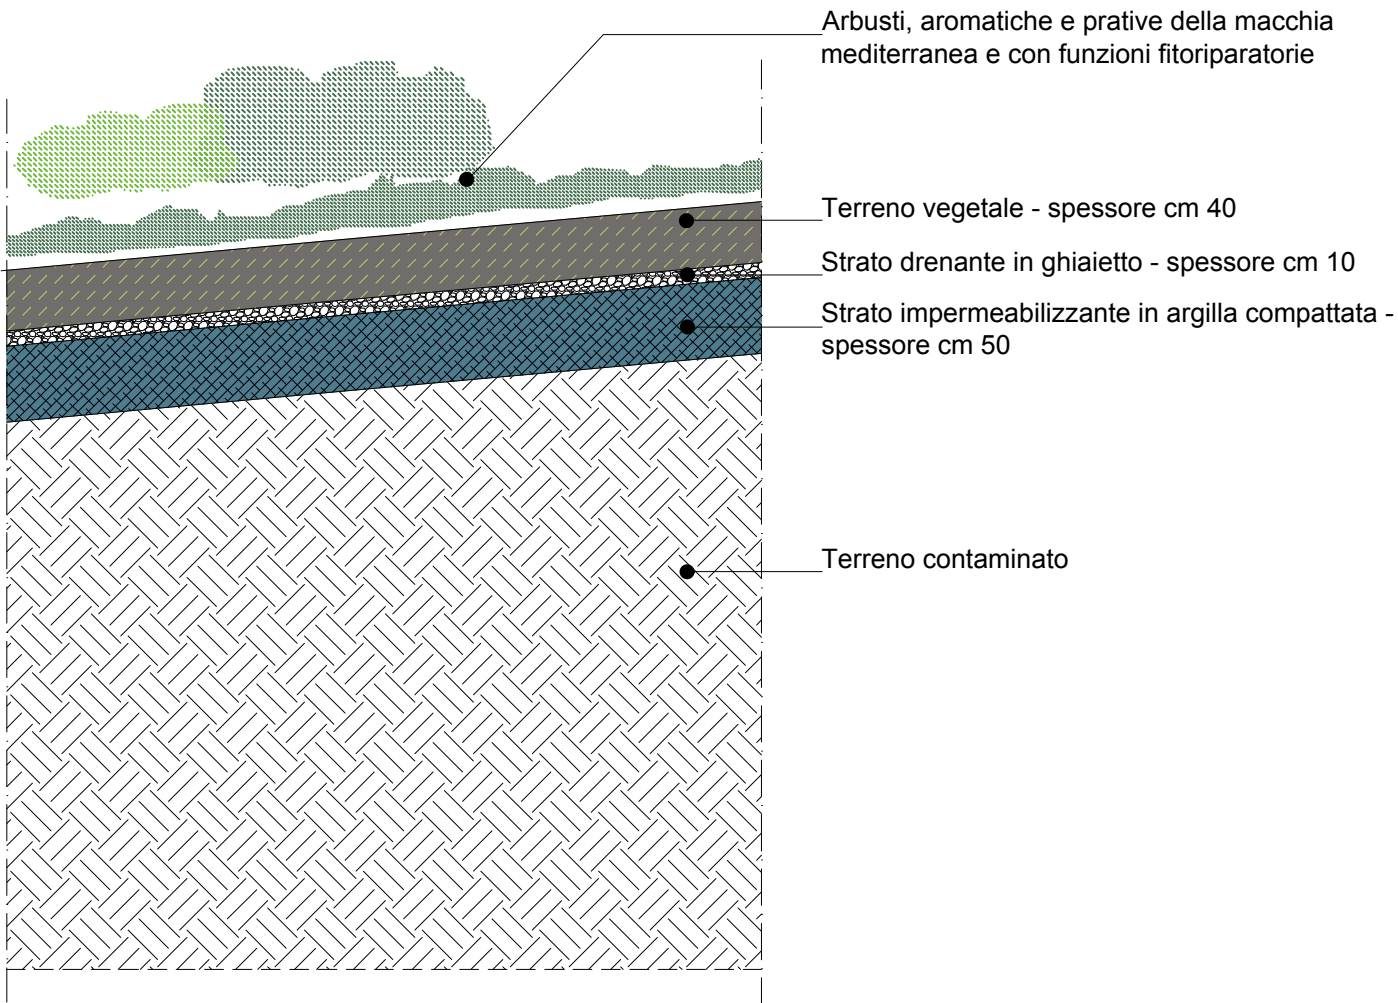 Arbusti, aromatiche e prative della macchia
mediterranea e con funzioni fitoriparatorie
Terreno vegetale - spessore cm 40
Strato drenante in ghiaietto - spessore cm 10
Strato impermeabilizzante in argilla compattata -
spessore cm 50
Terreno contaminato